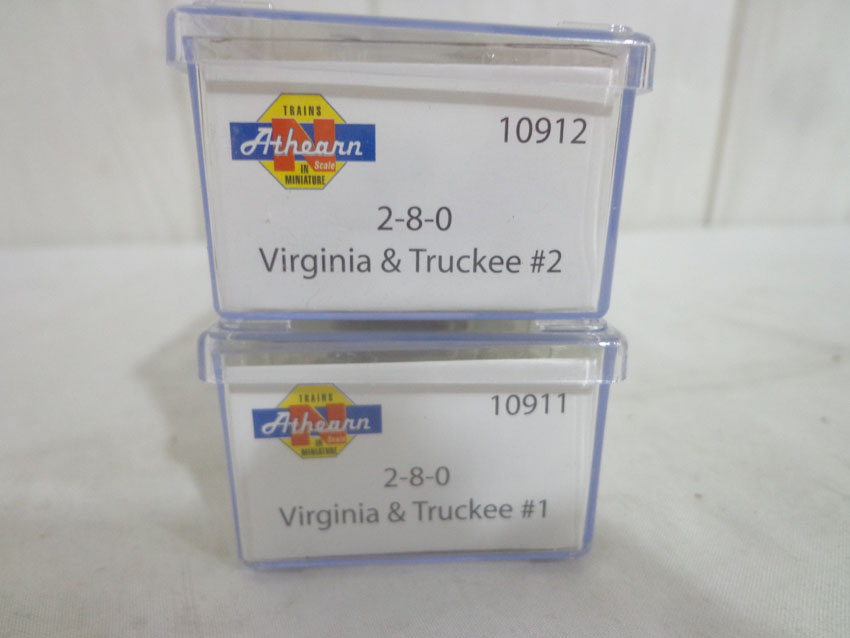 TRAINS
Athearn
N
Scale
IN
MINIATURE
10912
2-8-0
Virginia & Truckee #2
TRAINS
Athearn
N
Scale
IN
MINIATURE
10911
2-8-0
Virginia & Truckee #1